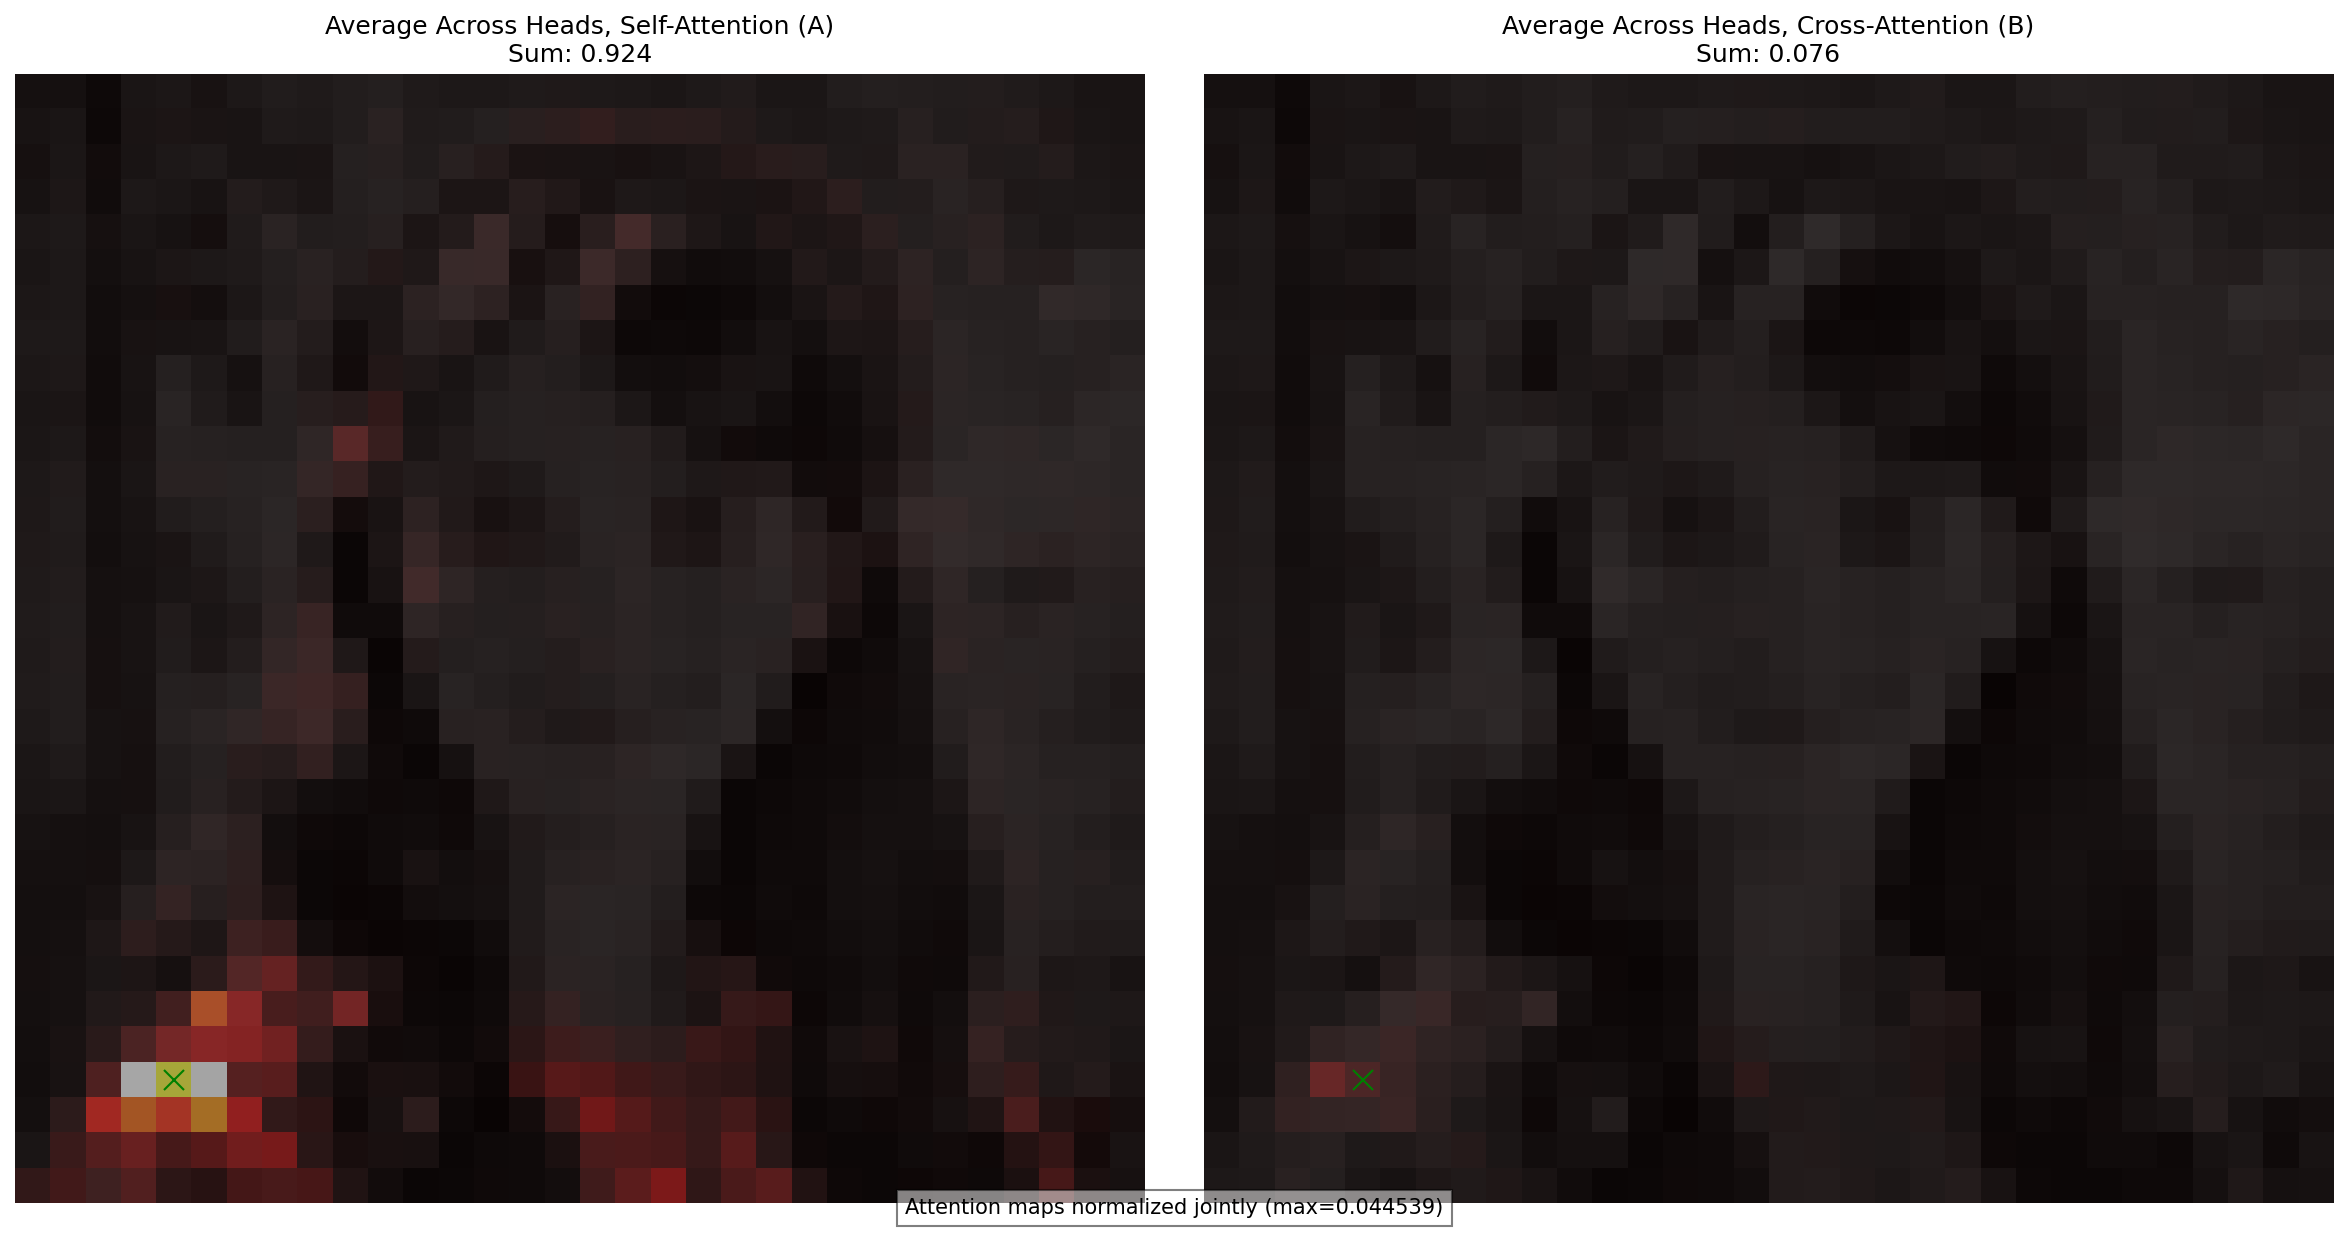 Average Across Heads, Self-Attention (A)
Sum: 0.924
Average Across Heads, Cross-Attention (B)
Sum: 0.076
Attention maps normalized jointly (max=0.044539)